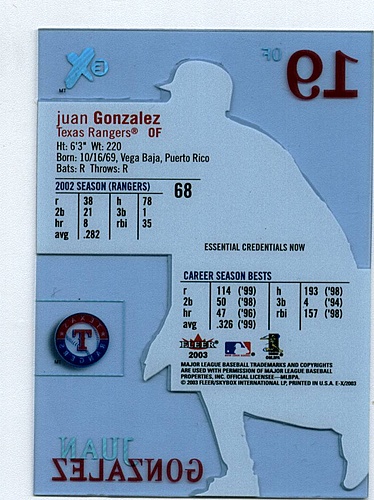 OF 19
EX
MT
juan Gonzalez
Texas Rangers® OF
Ht: 6'3" Wt: 220
Born: 10/16/69, Vega Baja, Puerto Rico
Bats: R Throws: R
2002 SEASON (RANGERS) 68
r 38 h 78
2b 21 3b 1
hr 8 rbi 35
avg .282
ESSENTIAL CREDENTIALS NOW
CAREER SEASON BESTS
r 114 ('99) h 193 ('98)
2b 50 ('98) 3b 4 ('94)
hr 47 ('96) rbi 157 ('98)
avg .326 ('99)
TEXAS T RANGERS
FLEER
2003
MAJOR LEAGUE BASEBALL TRADEMARKS AND COPYRIGHTS
ARE USED WITH PERMISSION OF MAJOR LEAGUE BASEBALL
PROPERTIES, INC. OFFICIAL LICENSEE—MLBPA.
© 2003 FLEER/SKYBOX INTERNATIONAL LP, PRINTED IN U.S.A. E-X/2003
JUAN
GONZALEZ